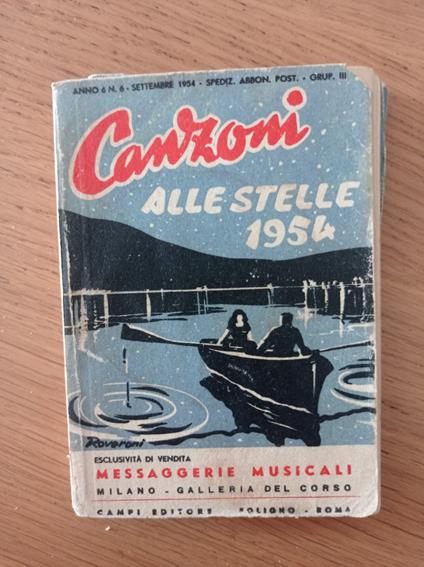 ANNO 6 N. 6 - SETTEMBRE 1954 - SPEDIZ. ABBON. POST. - GRUP. III
Canzoni
ALLE STELLE
1954
Roveroni
ESCLUSIVITÀ DI VENDITA
MESSAGGERIE MUSICALI
MILANO - GALLERIA DEL CORSO
CAMPI EDITORE FOLIGNO - ROMA